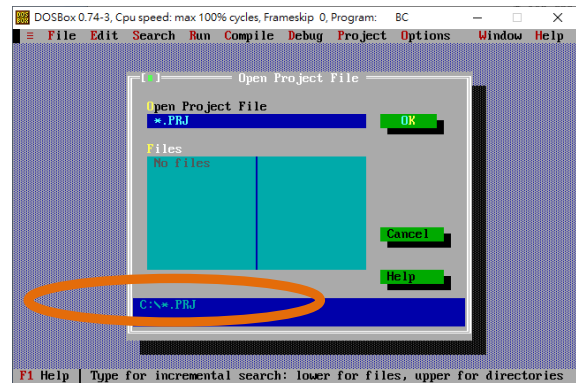 DOSBox 0.74-3, Cpu speed: max 100% cycles, Frameskip 0, Program: BC
≡ File Edit Search Run Compile Debug Project Options Window Help
Open Project File
Open Project File
*.PRJ
OK
Files
No files
Cancel
Help
C:\*.PRJ
F1 Help | Type for incremental search: lower for files, upper for directories